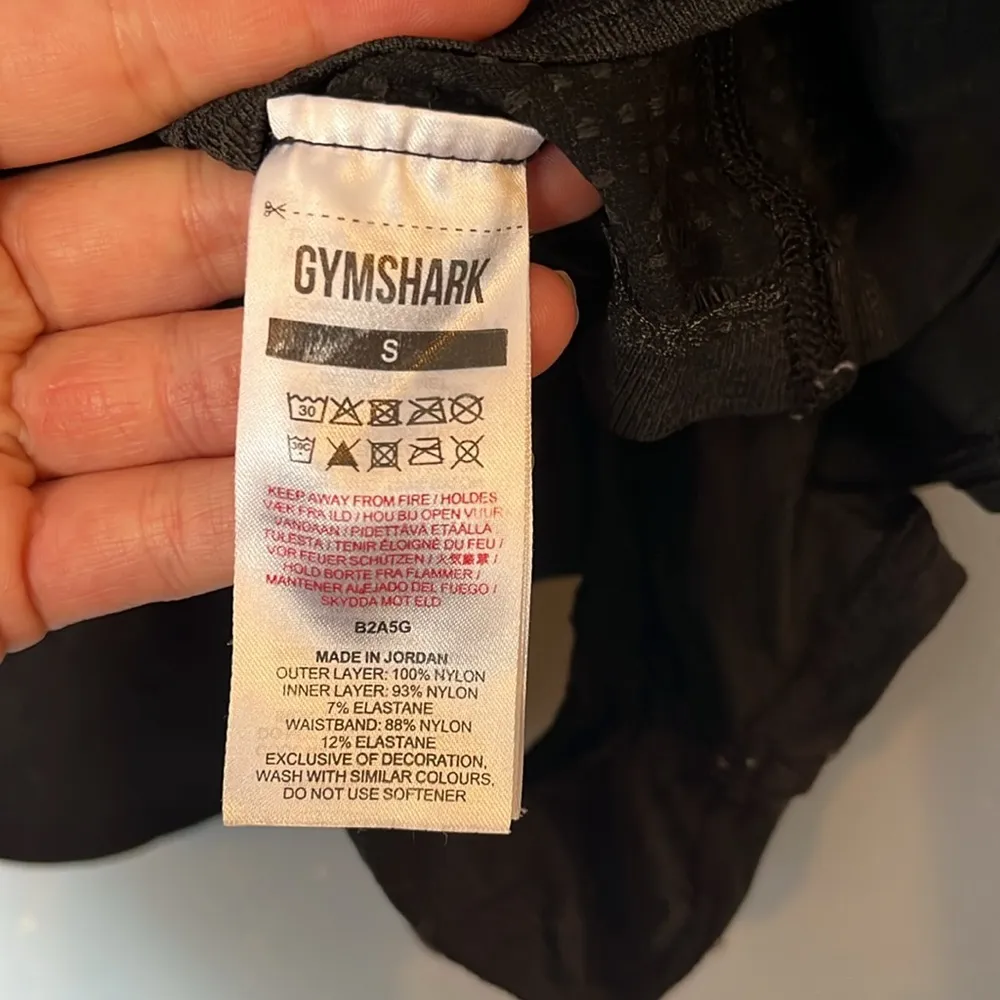 GYMSHARK
S
30
30C
KEEP AWAY FROM FIRE / HOLDES
VÆK FRA ILD / HOU BIJ OPEN VUUR
VANDAAN / PIDETTÄVÄ ETÄÄLLÄ
TULESTA / TENIR ÉLOIGNÉ DU FEU /
VOR FEUER SCHÜTZEN / 火気厳禁 /
HOLD BORTE FRA FLAMMER /
MANTENER ALEJADO DEL FUEGO /
SKYDDA MOT ELD
B2A5G
MADE IN JORDAN
OUTER LAYER: 100% NYLON
INNER LAYER: 93% NYLON
7% ELASTANE
WAISTBAND: 88% NYLON
12% ELASTANE
EXCLUSIVE OF DECORATION,
WASH WITH SIMILAR COLOURS,
DO NOT USE SOFTENER